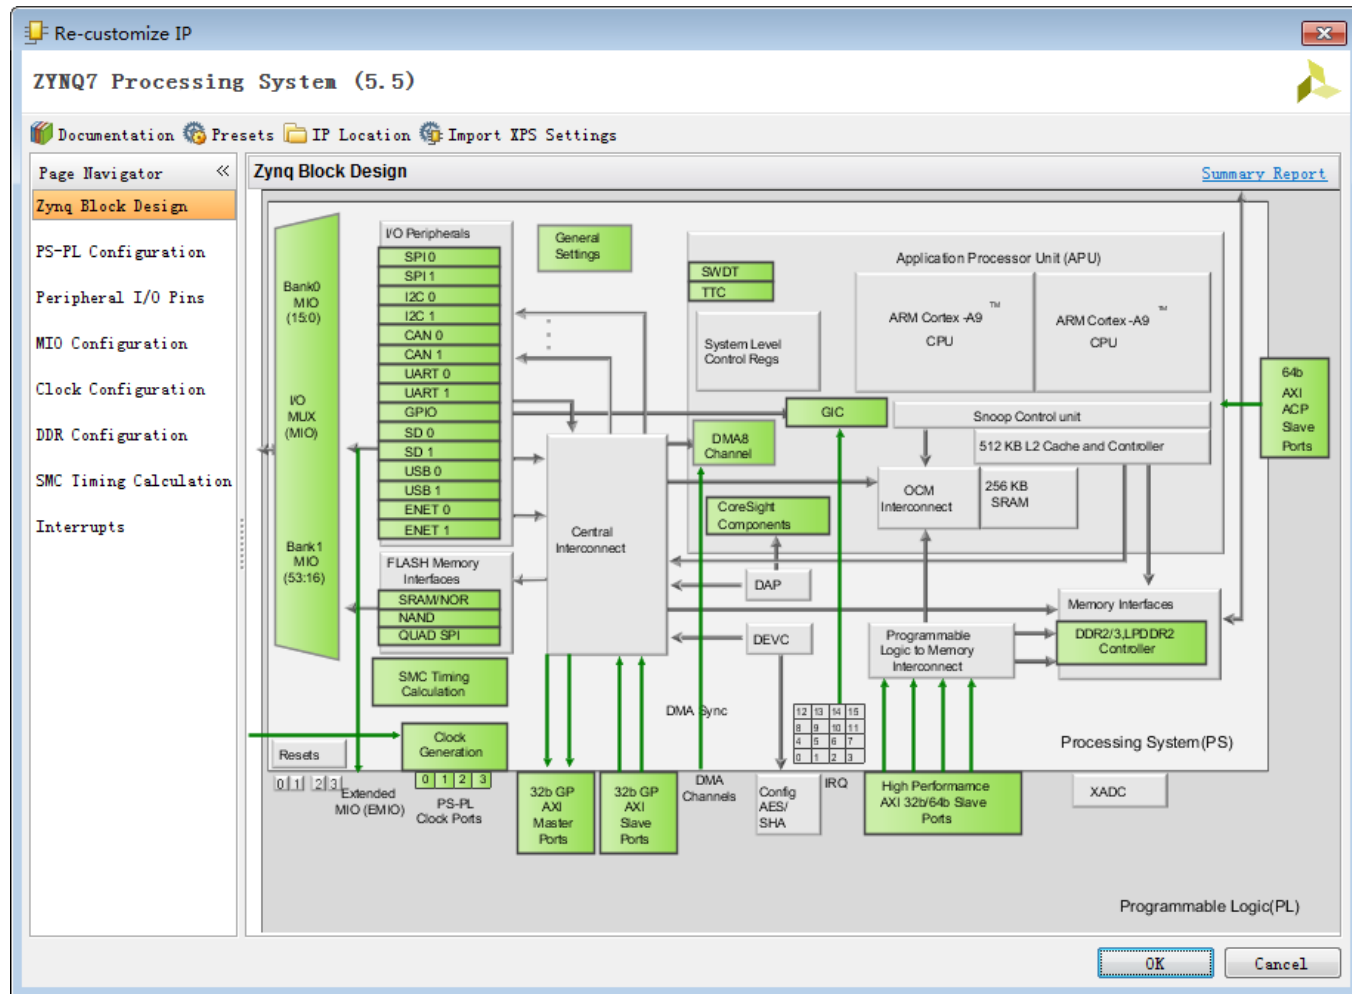 Re-customize IP
ZYNQ7 Processing System (5.5)
Documentation Presets IP Location Import XPS Settings
Page Navigator «
Zynq Block Design
PS-PL Configuration
Peripheral I/O Pins
MIO Configuration
Clock Configuration
DDR Configuration
SMC Timing Calculation
Interrupts
Zynq Block Design
Summary Report
Bank0
MIO
(15:0)
I/O
MUX
(MIO)
Bank1
MIO
(53:16)
I/O Peripherals
SPI 0
SPI 1
I2C 0
I2C 1
CAN 0
CAN 1
UART 0
UART 1
GPIO
SD 0
SD 1
USB 0
USB 1
ENET 0
ENET 1
FLASH Memory
Interfaces
SRAM/NOR
NAND
QUAD SPI
SMC Timing
Calculation
General
Settings
Application Processor Unit (APU)
SWDT
TTC
System Level
Control Regs
ARM Cortex -A9 TM
CPU
ARM Cortex -A9 TM
CPU
64b
AXI
ACP
Slave
Ports
GIC
Snoop Control unit
DMA8
Channel
512 KB L2 Cache and Controller
OCM
Interconnect
256 KB
SRAM
CoreSight
Components
Central
Interconnect
DAP
DEVC
Memory Interfaces
DDR2/3,LPDDR2
Controller
Programmable
Logic to Memory
Interconnect
DMA Sync
12 13 14 15
8 9 10 11
4 5 6 7
0 1 2 3
Processing System(PS)
Clock
Generation
Resets
0 1 2 3
0 1 2 3
Extended
MIO (EMIO)
PS-PL
Clock Ports
32b GP
AXI
Master
Ports
32b GP
AXI
Slave
Ports
DMA
Channels
Config
AES/
SHA
IRQ
High Performamce
AXI 32b/64b Slave
Ports
XADC
Programmable Logic(PL)
OK
Cancel